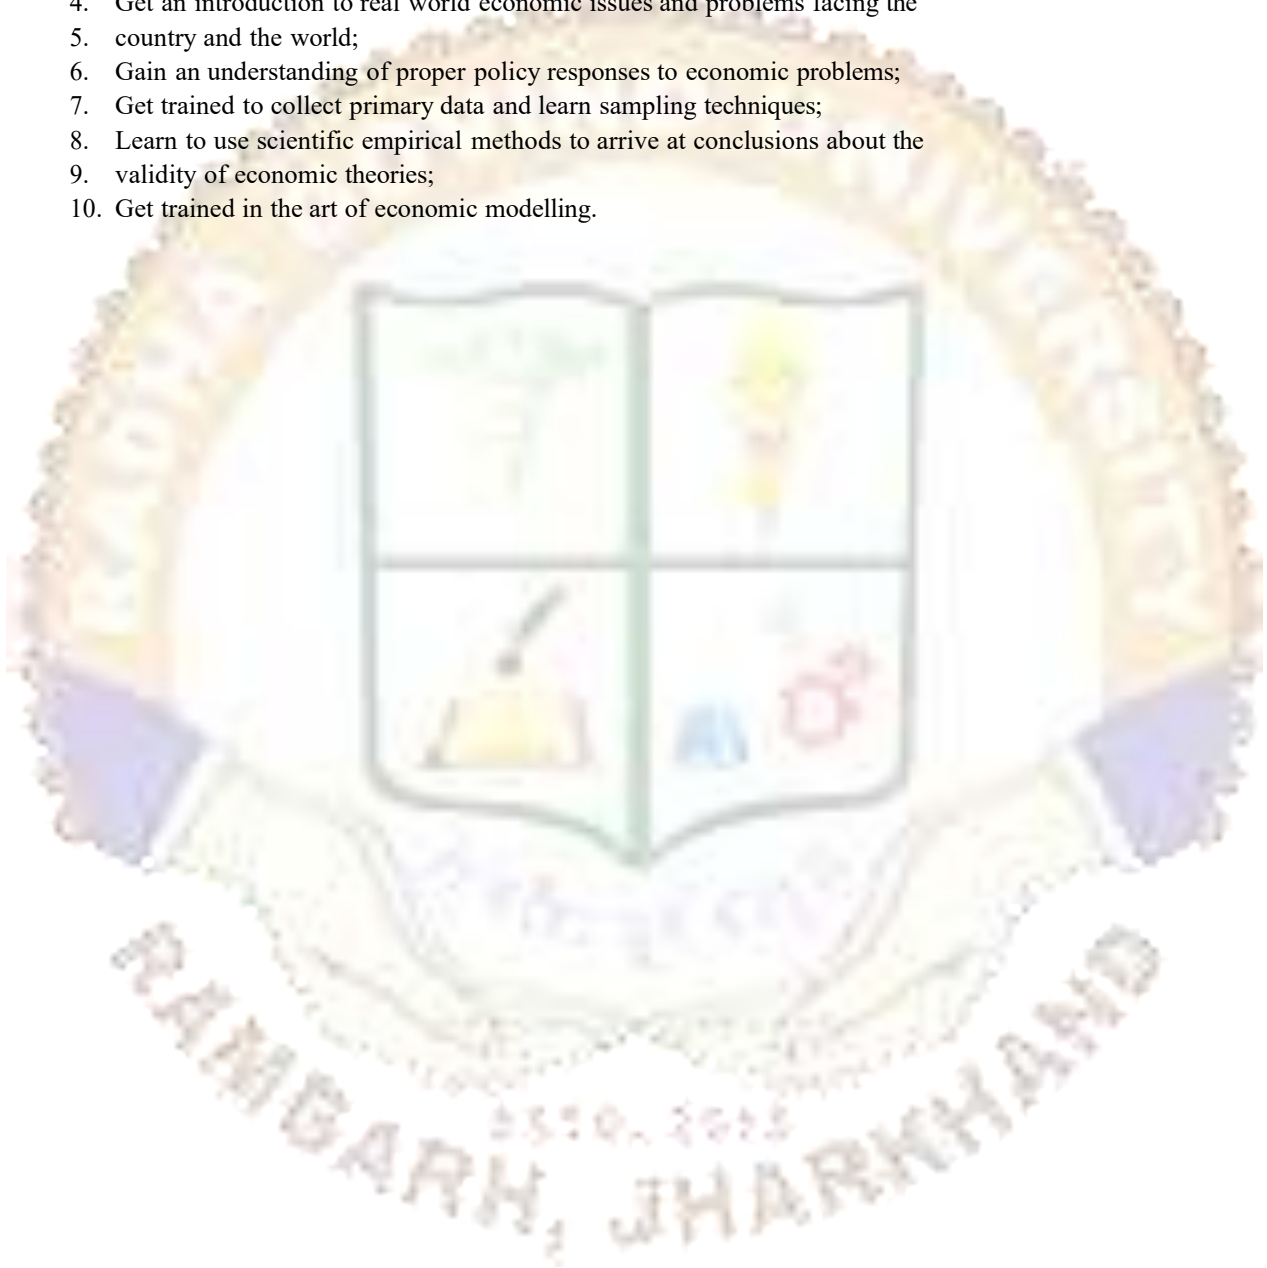 4. Get an introduction to real world economic issues and problems facing the
5. country and the world;
6. Gain an understanding of proper policy responses to economic problems;
7. Get trained to collect primary data and learn sampling techniques;
8. Learn to use scientific empirical methods to arrive at conclusions about the
9. validity of economic theories;
10. Get trained in the art of economic modelling.
UNIVERSITY
RAMGARH, JHARKHAND